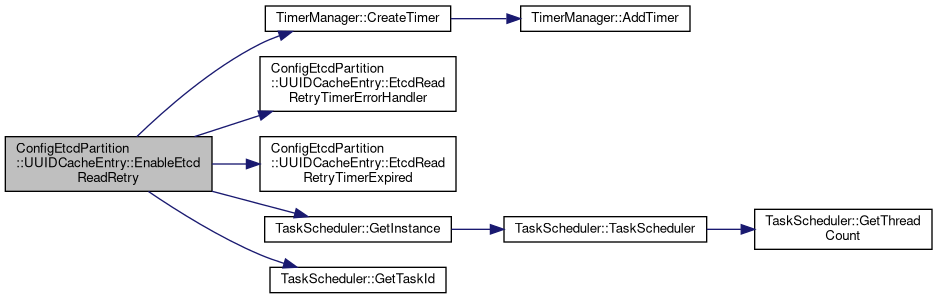 TimerManager::CreateTimer
TimerManager::AddTimer
ConfigEtcdPartition
::UUIDCacheEntry::EtcdRead
RetryTimerErrorHandler
ConfigEtcdPartition
::UUIDCacheEntry::EnableEtcd
ReadRetry
ConfigEtcdPartition
::UUIDCacheEntry::EtcdRead
RetryTimerExpired
TaskScheduler::GetInstance
TaskScheduler::TaskScheduler
TaskScheduler::GetThread
Count
TaskScheduler::GetTaskId